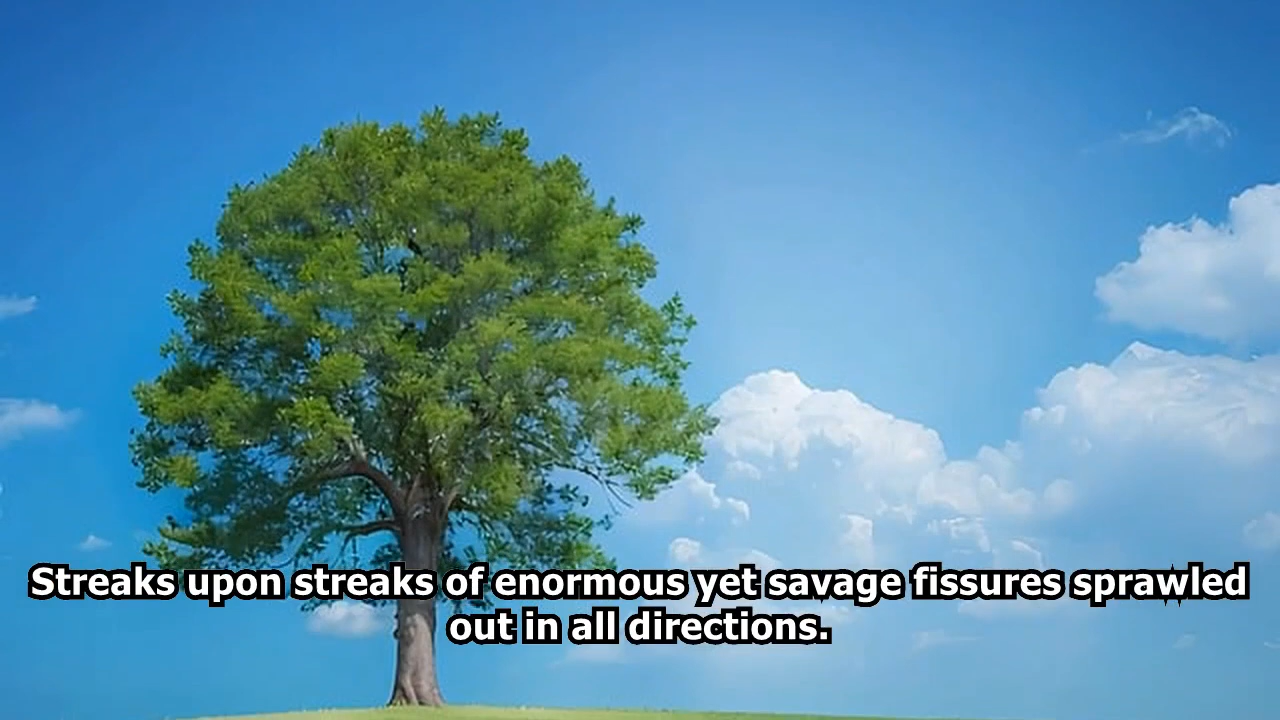 Streaks upon streaks of enormous yet savage fissures sprawled
out in all directions.